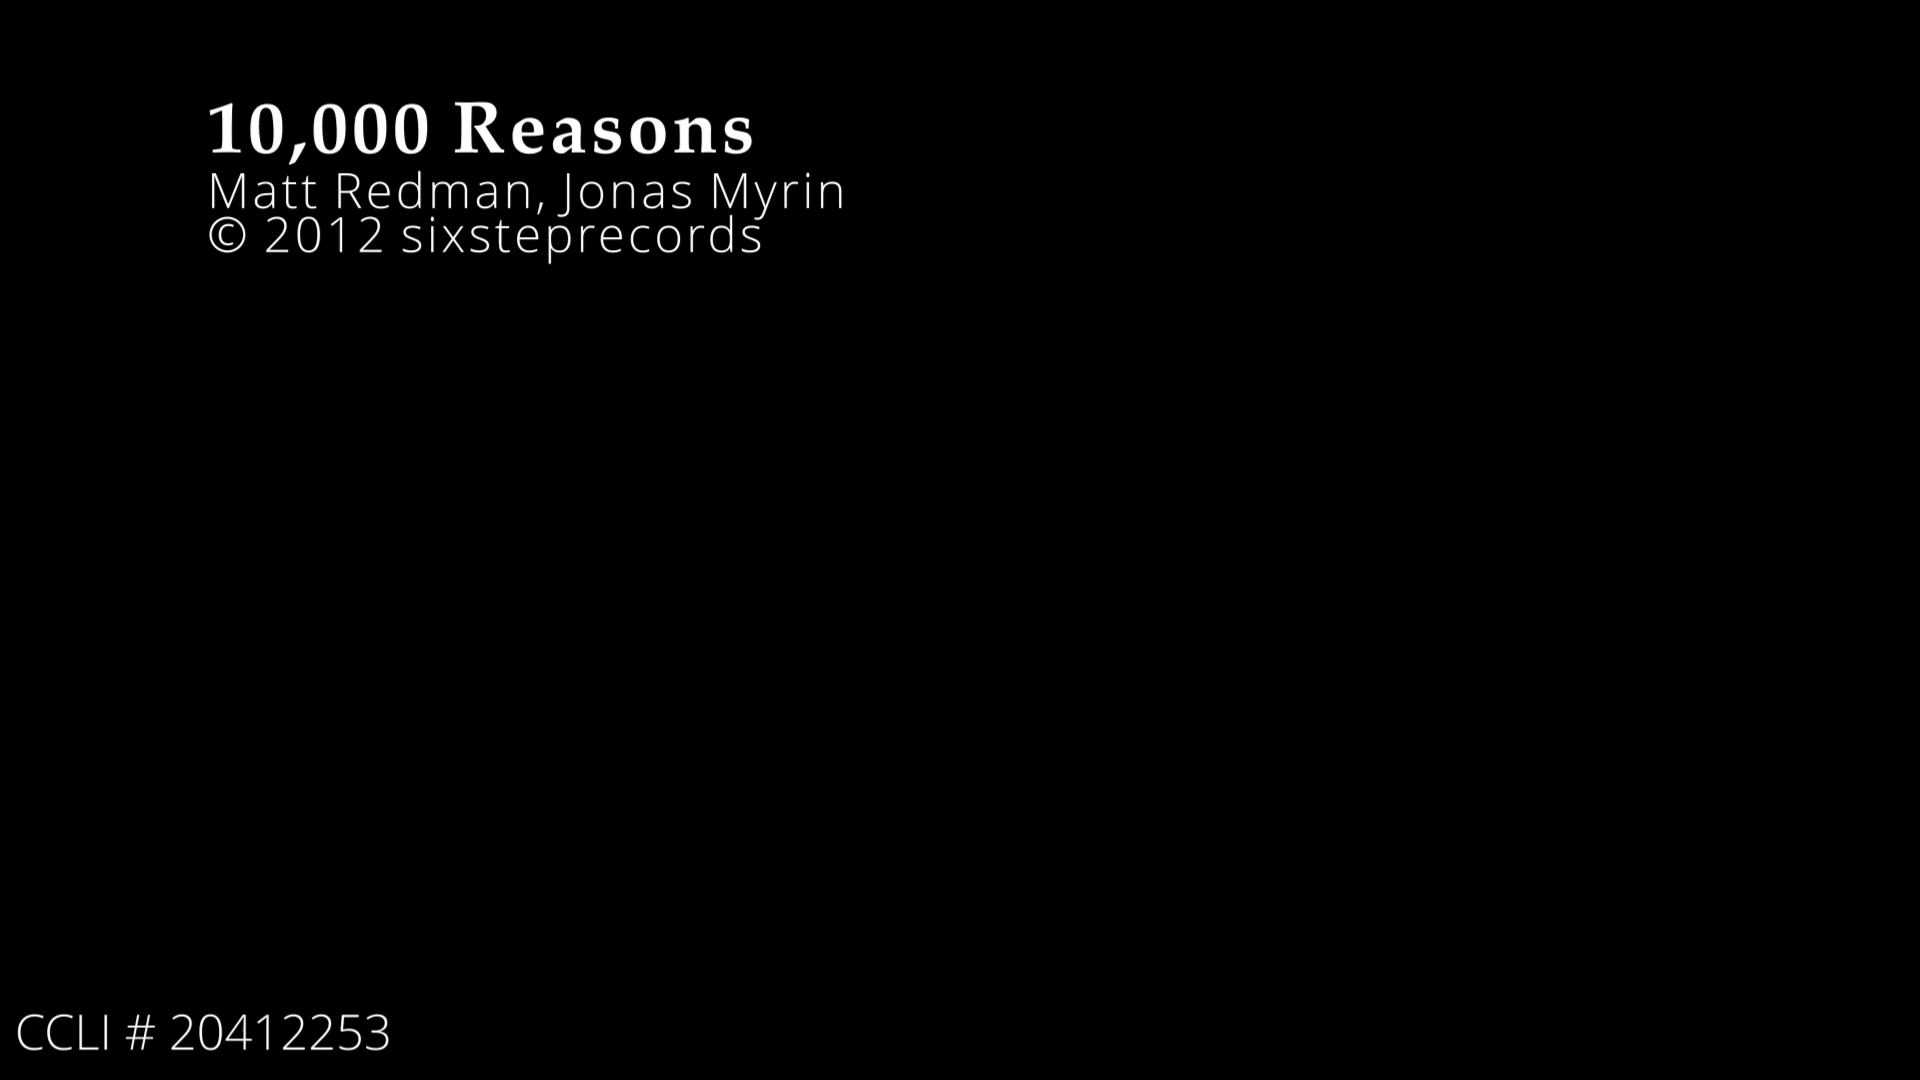 10,000 Reasons
Matt Redman, Jonas Myrin
© 2012 sixsteprecords
CCLI # 20412253